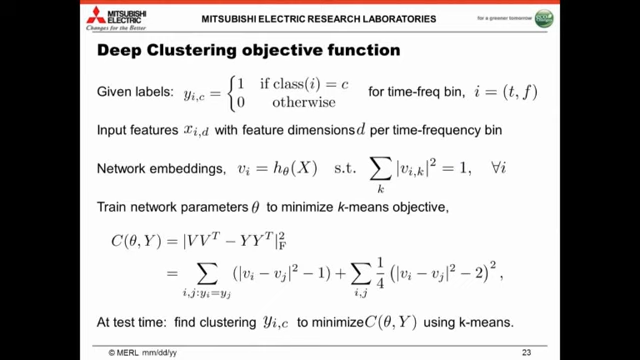 MITSUBISHI ELECTRIC
Changes for the Better
MITSUBISHI ELECTRIC RESEARCH LABORATORIES
for a greener tomorrow
Deep Clustering objective function
Given labels: y_{i,c} = { 1 if class(i) = c for time-freq bin, i = (t, f)
0 otherwise
Input features x_{i,d} with feature dimensions d per time-frequency bin
Network embeddings, v_i = h_θ(X) s.t. ∑_k |v_{i,k}|^2 = 1, ∀i
Train network parameters θ to minimize k-means objective,
C(θ, Y) = |VV^T − YY^T|_F^2
= ∑_{i,j:y_i=y_j} (|v_i − v_j|^2 − 1) + ∑_{i,j} 1/4 (|v_i − v_j|^2 − 2)^2,
At test time: find clustering y_{i,c} to minimize C(θ, Y) using k-means.
© MERL mm/dd/yy
23